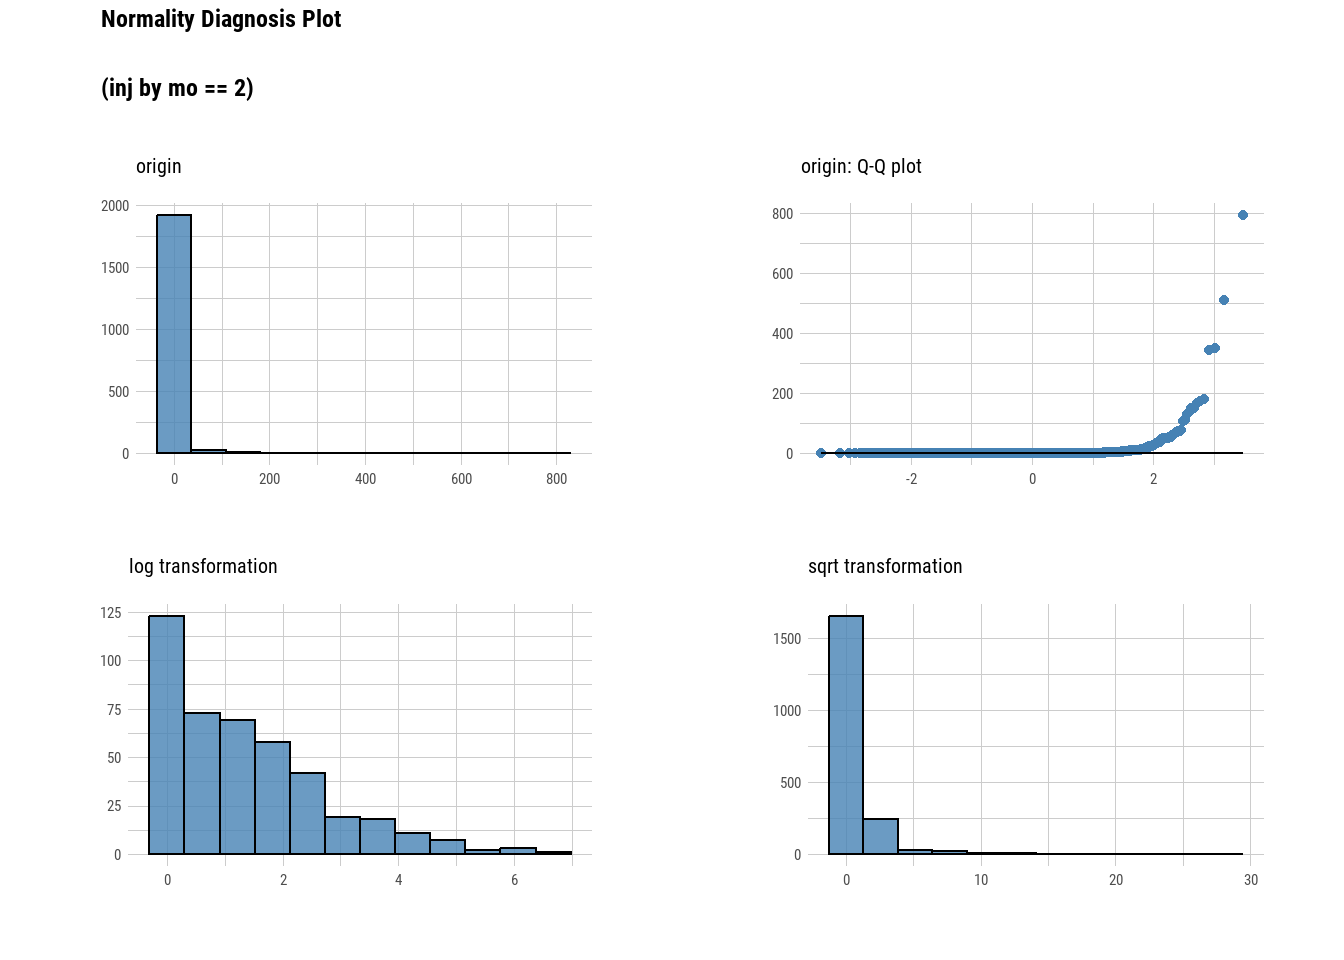 Normality Diagnosis Plot
(inj by mo == 2)
origin
2000
1500
1000
500
0
0 200 400 600 800
origin: Q-Q plot
800
600
400
200
0
-2 0 2
log transformation
125
100
75
50
25
0
0 2 4 6
sqrt transformation
1500
1000
500
0
0 10 20 30